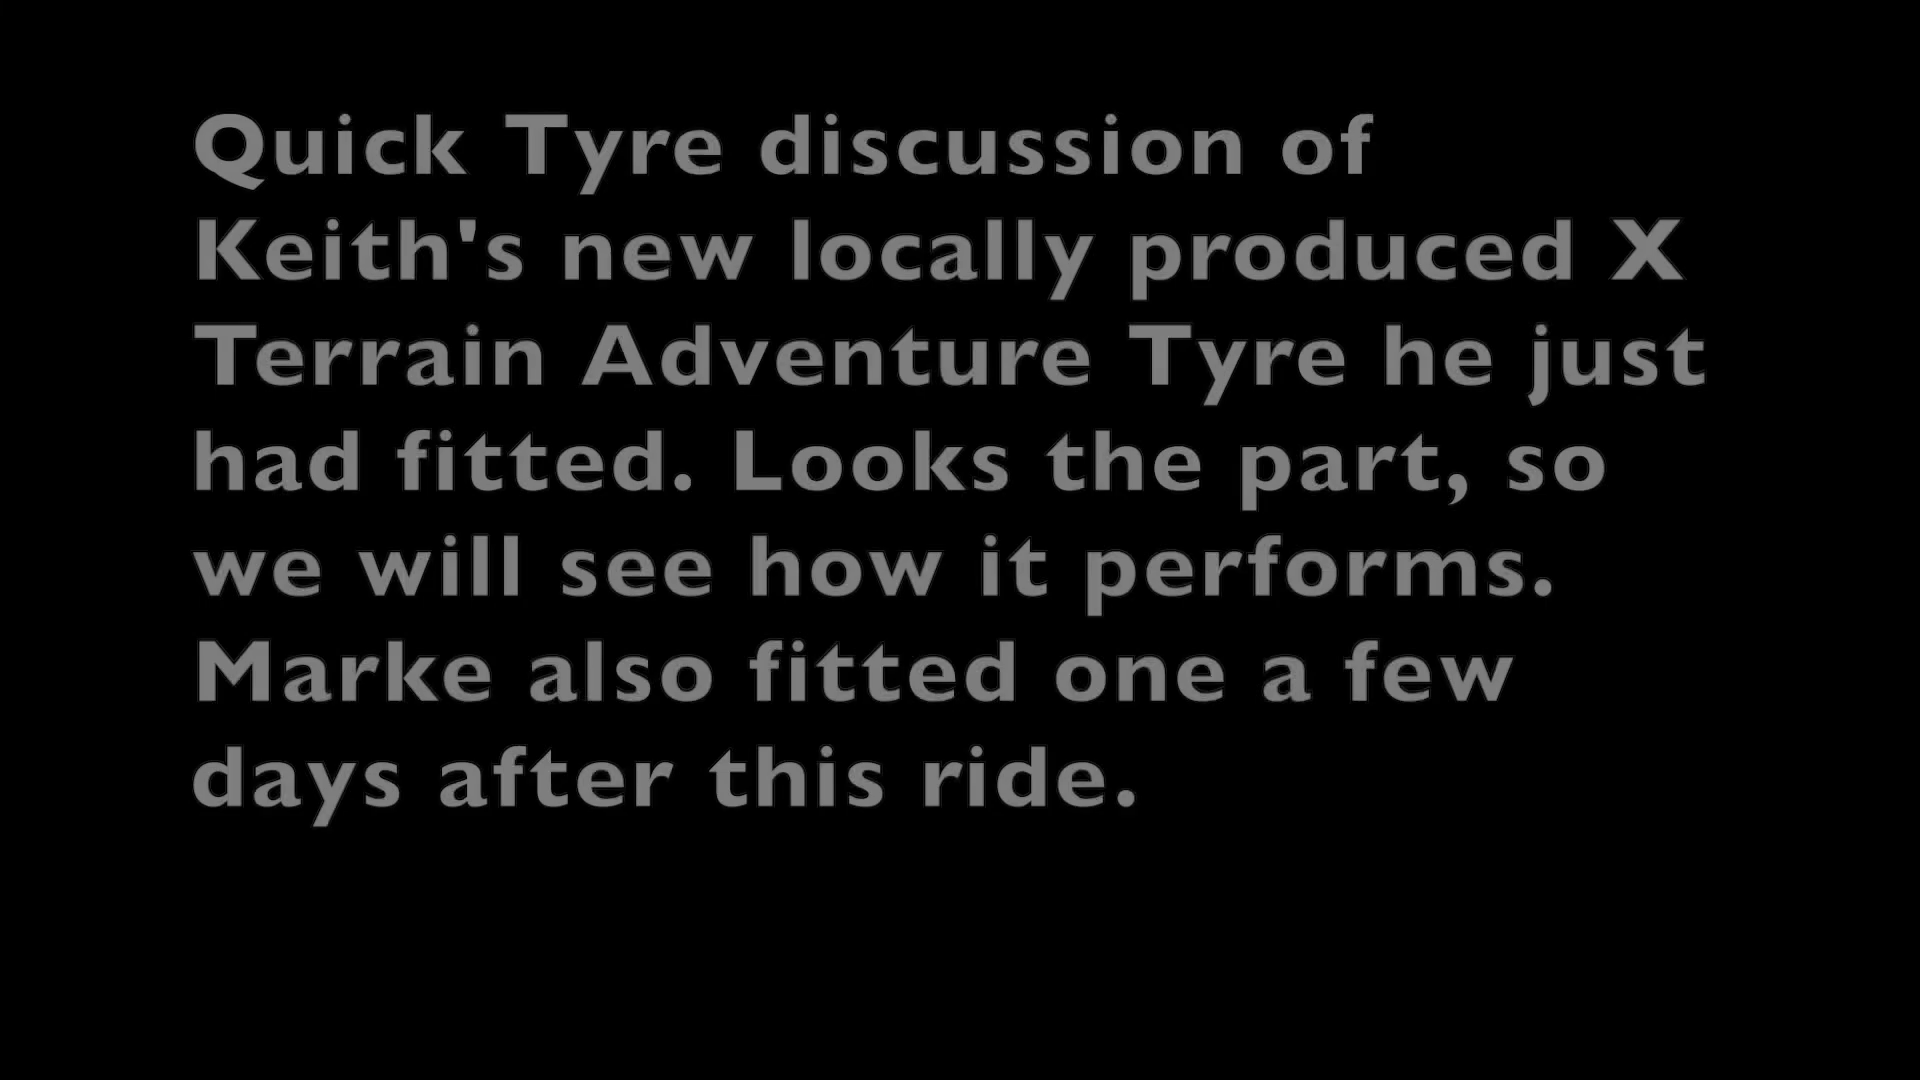 Quick Tyre discussion of
Keith's new locally produced X
Terrain Adventure Tyre he just
had fitted. Looks the part, so
we will see how it performs.
Marke also fitted one a few
days after this ride.